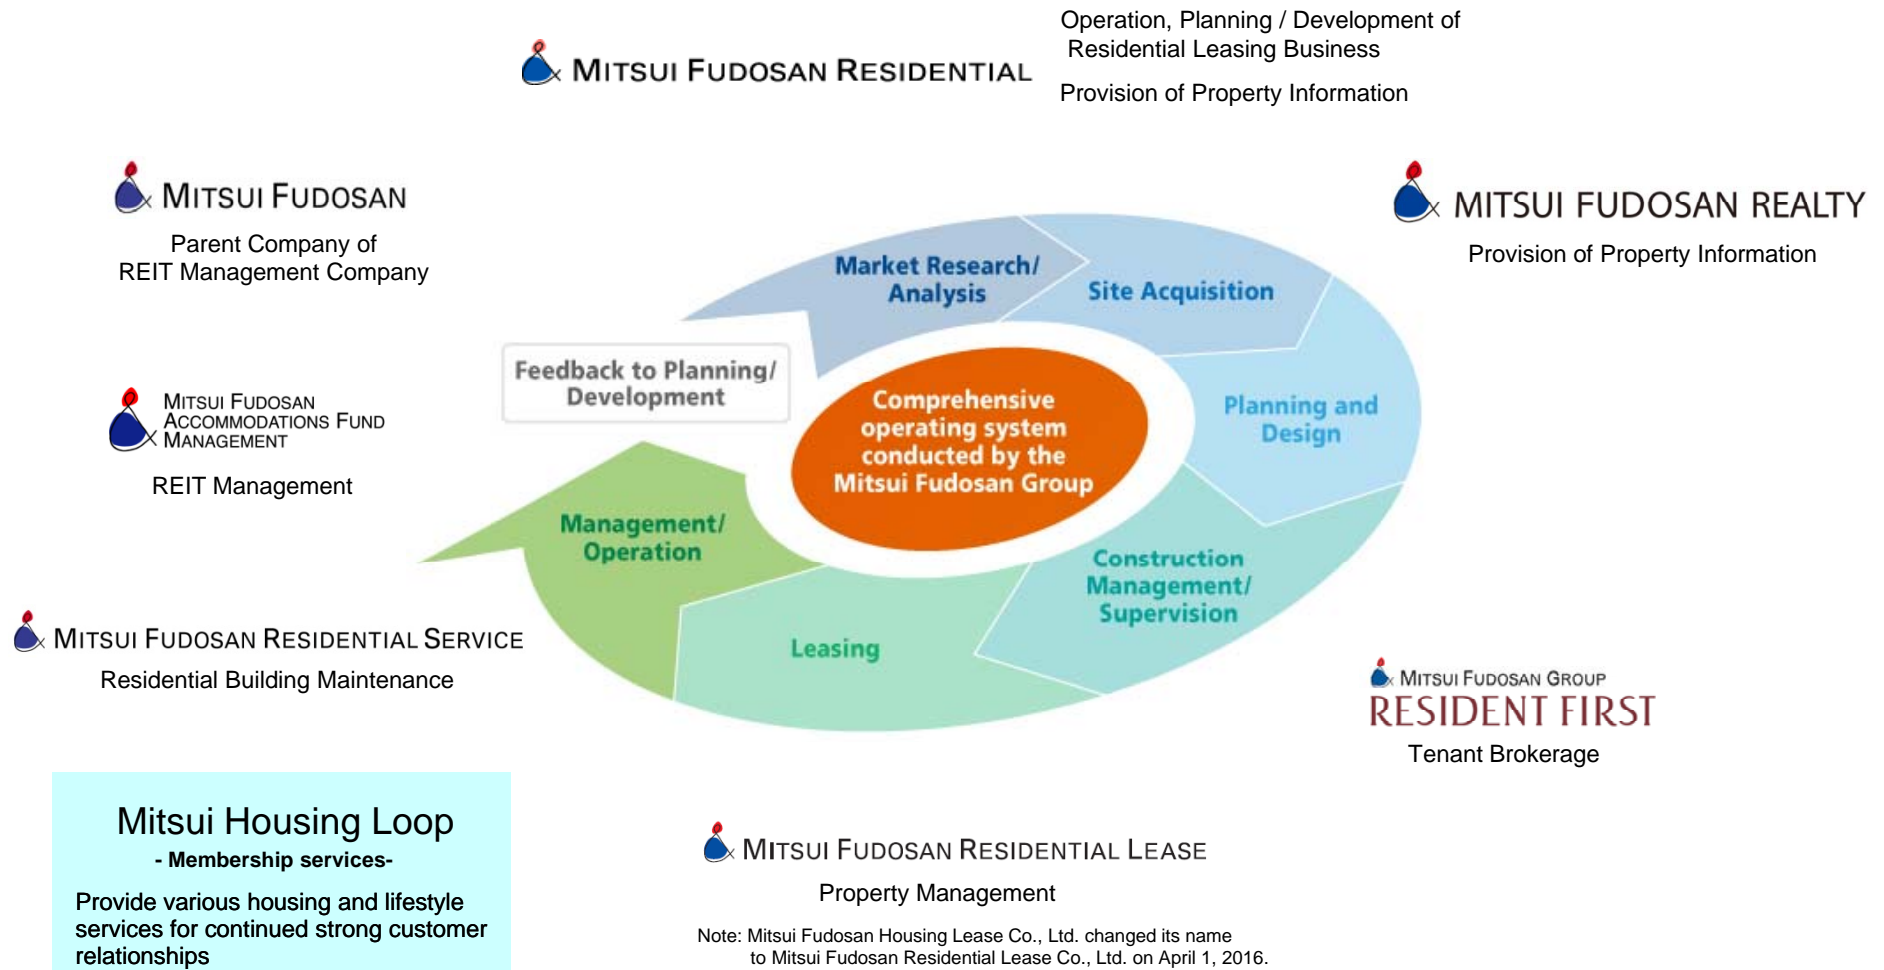 Operation, Planning / Development of
Residential Leasing Business
MITSUI FUDOSAN RESIDENTIAL
Provision of Property Information
MITSUI FUDOSAN
Parent Company of
REIT Management Company
MITSUI FUDOSAN REALTY
Provision of Property Information
Market Research/
Analysis
Site Acquisition
Feedback to Planning/
Development
Comprehensive
operating system
conducted by the
Mitsui Fudosan Group
Planning and
Design
MITSUI FUDOSAN
ACCOMMODATIONS FUND
MANAGEMENT
REIT Management
Management/
Operation
Construction
Management/
Supervision
Leasing
MITSUI FUDOSAN RESIDENTIAL SERVICE
Residential Building Maintenance
MITSUI FUDOSAN GROUP
RESIDENT FIRST
Tenant Brokerage
Mitsui Housing Loop
- Membership services-
Provide various housing and lifestyle
services for continued strong customer
relationships
MITSUI FUDOSAN RESIDENTIAL LEASE
Property Management
Note: Mitsui Fudosan Housing Lease Co., Ltd. changed its name
to Mitsui Fudosan Residential Lease Co., Ltd. on April 1, 2016.